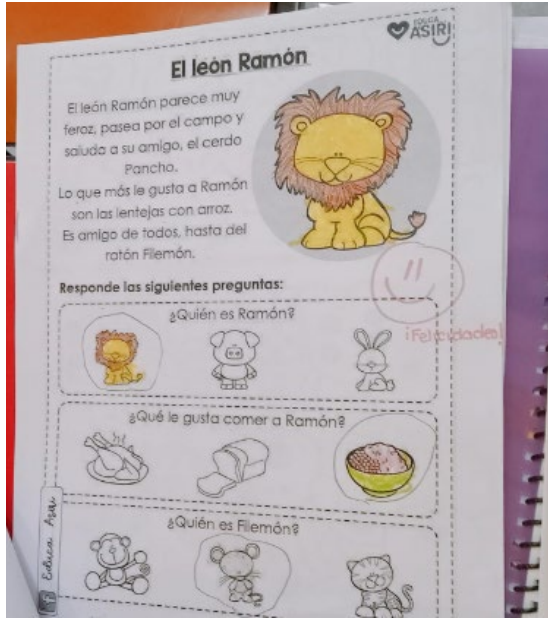 EDUCA
ASIRI
El león Ramón
El león Ramón parece muy
feroz, pasea por el campo y
saluda a su amigo, el cerdo
Pancho.
Lo que más le gusta a Ramón
son las lentejas con arroz.
Es amigo de todos, hasta del
ratón Filemón.
Responde las siguientes preguntas:
¿Quién es Ramón?
¡Felicidades!
¿Qué le gusta comer a Ramón?
¿Quién es Filemón?
Educa Asiri